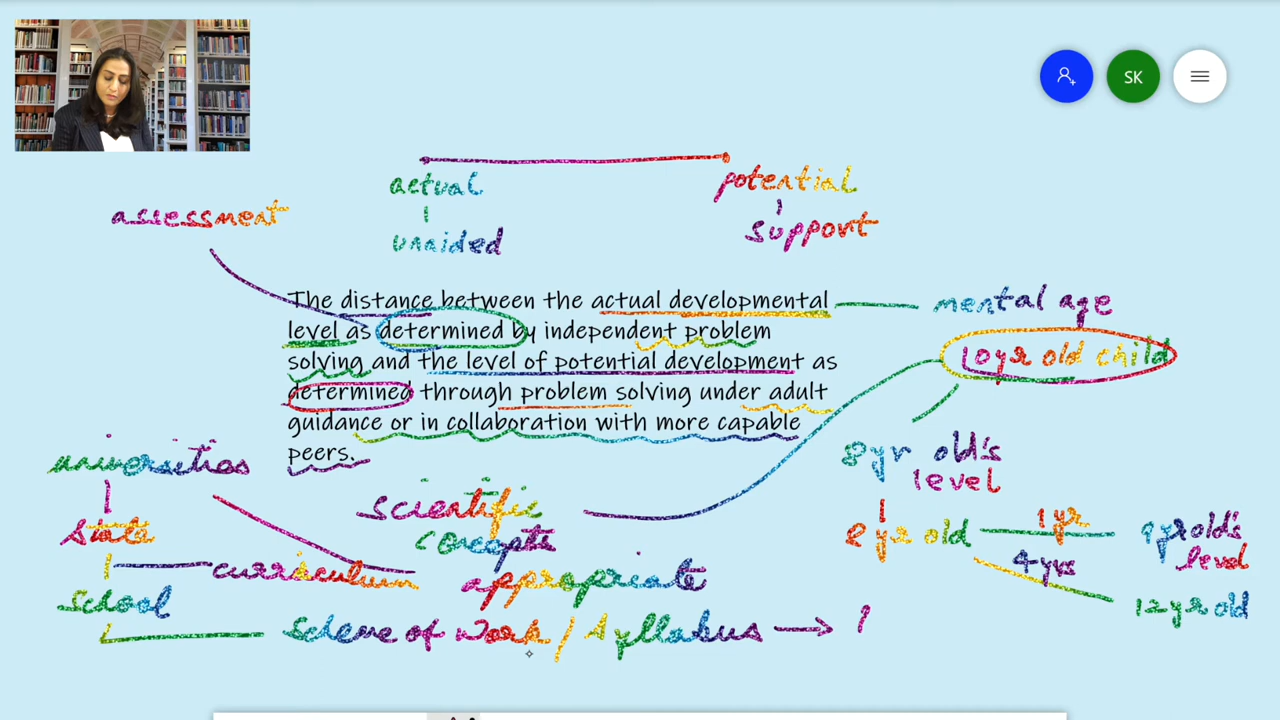 SK
actual
potential
assessment
unaided
support
The distance between the actual developmental
level as determined by independent problem
solving and the level of potential development as
determined through problem solving under adult
guidance or in collaboration with more capable
peers.
mental age
10yr old child
8yr old's
level
8yr old
1yr
9yr old's
level
4yrs
12yr old
universities
State
School
curriculum
scientific
concepts
appropriate
Scheme of Work / Syllabus →